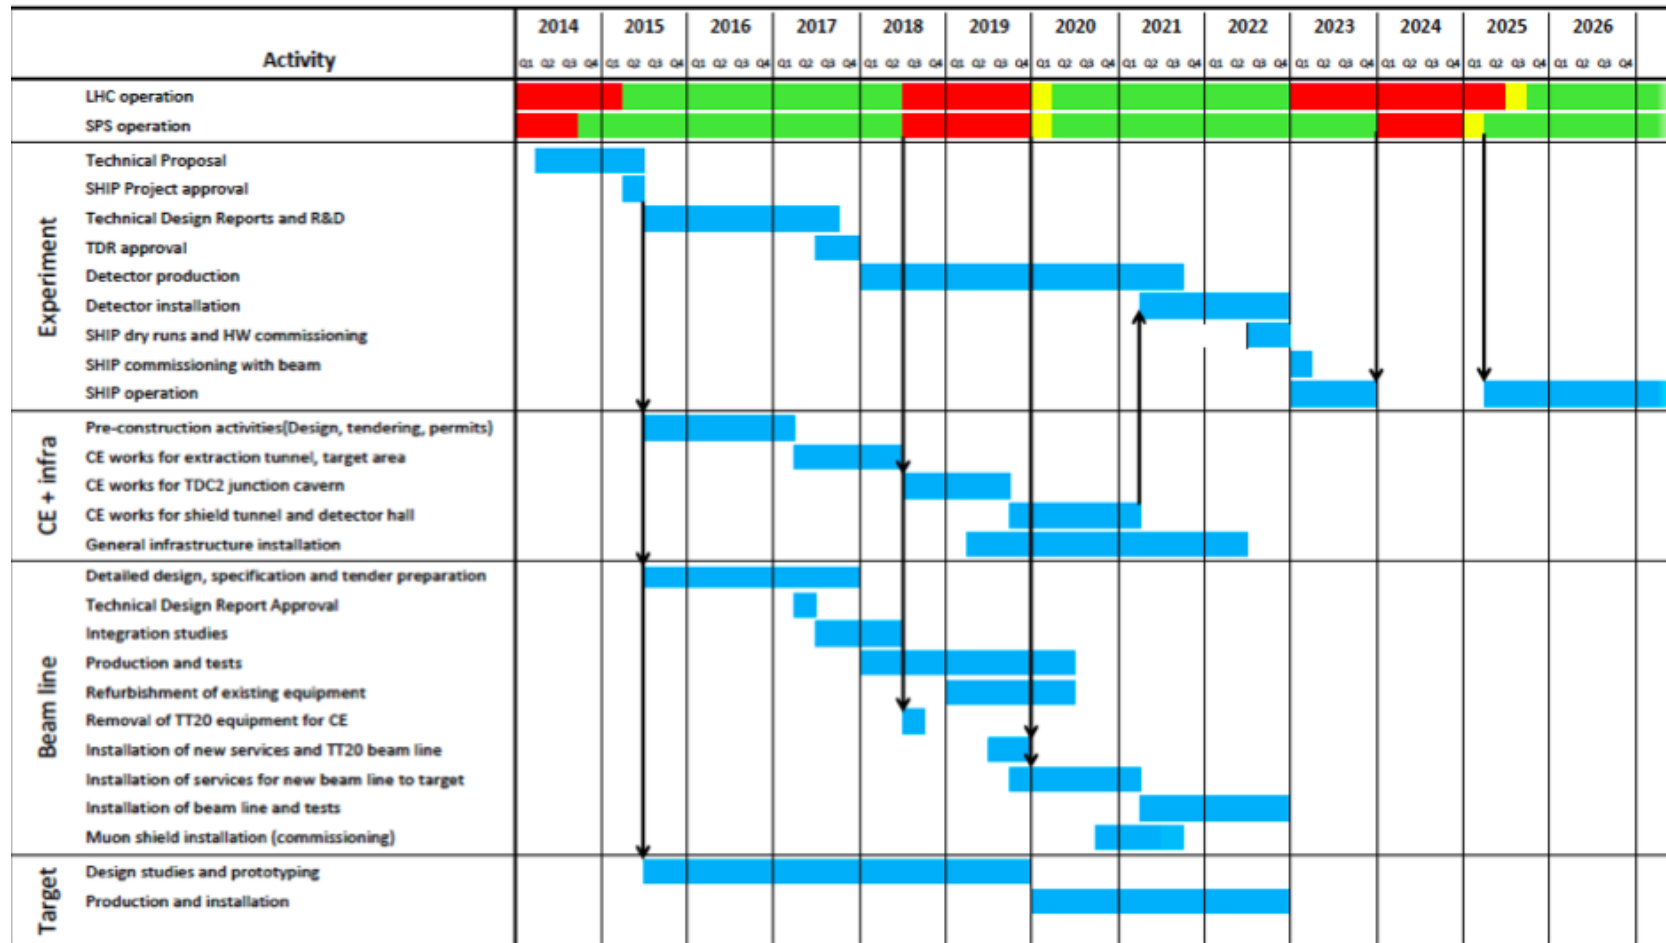 2014 2015 2016 2017 2018 2019 2020 2021 2022 2023 2024 2025 2026
Activity
Q1 Q2 Q3 Q4 Q1 Q2 Q3 Q4 Q1 Q2 Q3 Q4 Q1 Q2 Q3 Q4 Q1 Q2 Q3 Q4 Q1 Q2 Q3 Q4 Q1 Q2 Q3 Q4 Q1 Q2 Q3 Q4 Q1 Q2 Q3 Q4 Q1 Q2 Q3 Q4 Q1 Q2 Q3 Q4 Q1 Q2 Q3 Q4 Q1 Q2 Q3 Q4
LHC operation
SPS operation
Experiment
Technical Proposal
SHIP Project approval
Technical Design Reports and R&D
TDR approval
Detector production
Detector installation
SHIP dry runs and HW commissioning
SHIP commissioning with beam
SHIP operation
CE + infra
Pre-construction activities(Design, tendering, permits)
CE works for extraction tunnel, target area
CE works for TDC2 junction cavern
CE works for shield tunnel and detector hall
General infrastructure installation
Beam line
Detailed design, specification and tender preparation
Technical Design Report Approval
Integration studies
Production and tests
Refurbishment of existing equipment
Removal of TT20 equipment for CE
Installation of new services and TT20 beam line
Installation of services for new beam line to target
Installation of beam line and tests
Muon shield installation (commissioning)
Target
Design studies and prototyping
Production and installation